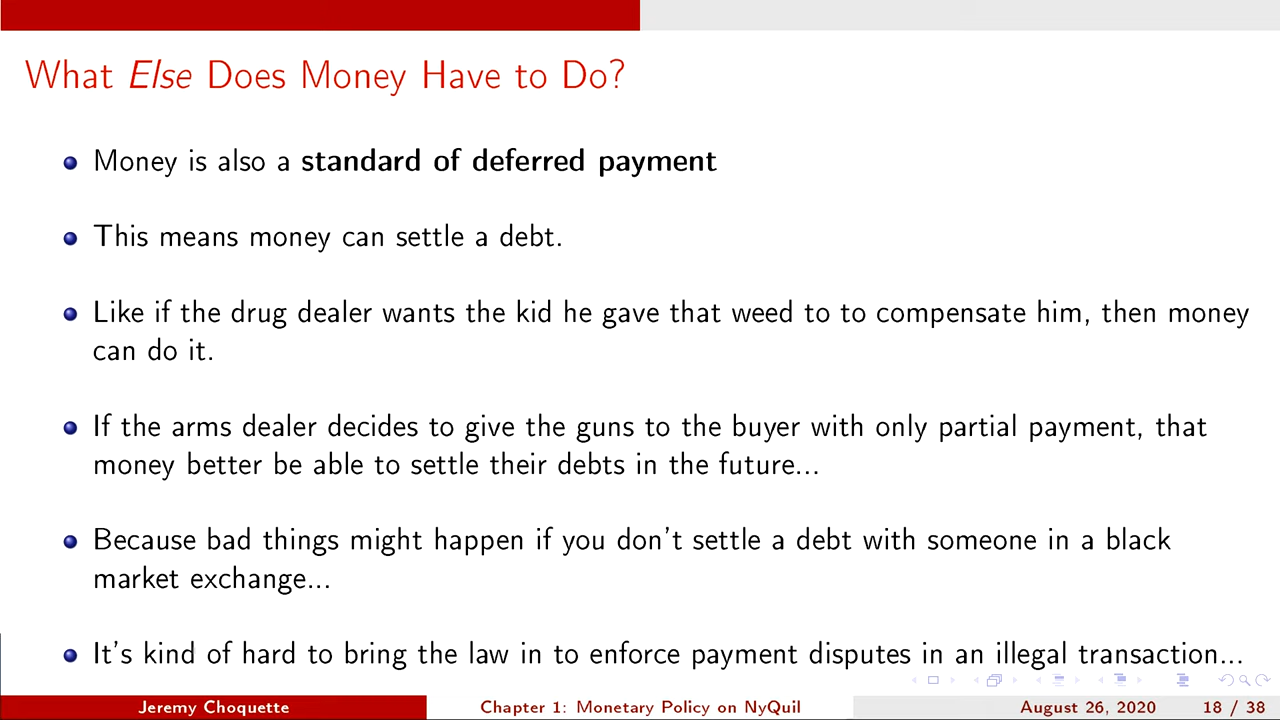 What Else Does Money Have to Do?
Money is also a standard of deferred payment
This means money can settle a debt.
Like if the drug dealer wants the kid he gave that weed to to compensate him, then money
can do it.
If the arms dealer decides to give the guns to the buyer with only partial payment, that
money better be able to settle their debts in the future...
Because bad things might happen if you don't settle a debt with someone in a black
market exchange...
It's kind of hard to bring the law in to enforce payment disputes in an illegal transaction...
Jeremy Choquette
Chapter 1: Monetary Policy on NyQuil
August 26, 2020
18 / 38